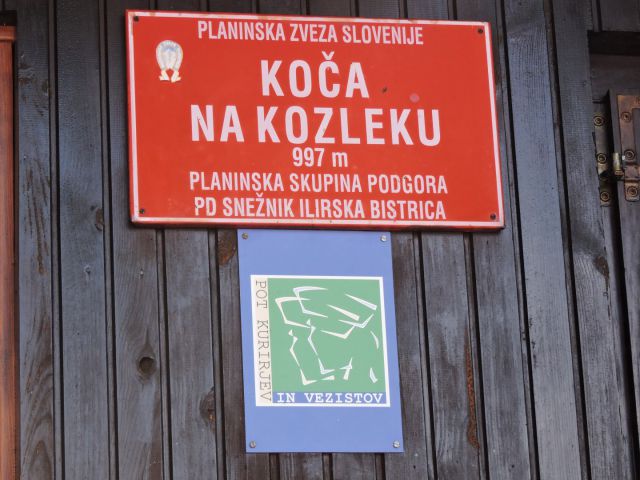 PLANINSKA ZVEZA SLOVENIJE
KOČA
NA KOZLEKU
997 m
PLANINSKA SKUPINA PODGORA
PD SNEŽNIK ILIRSKA BISTRICA
POT KURIRJEV
IN VEZISTOV